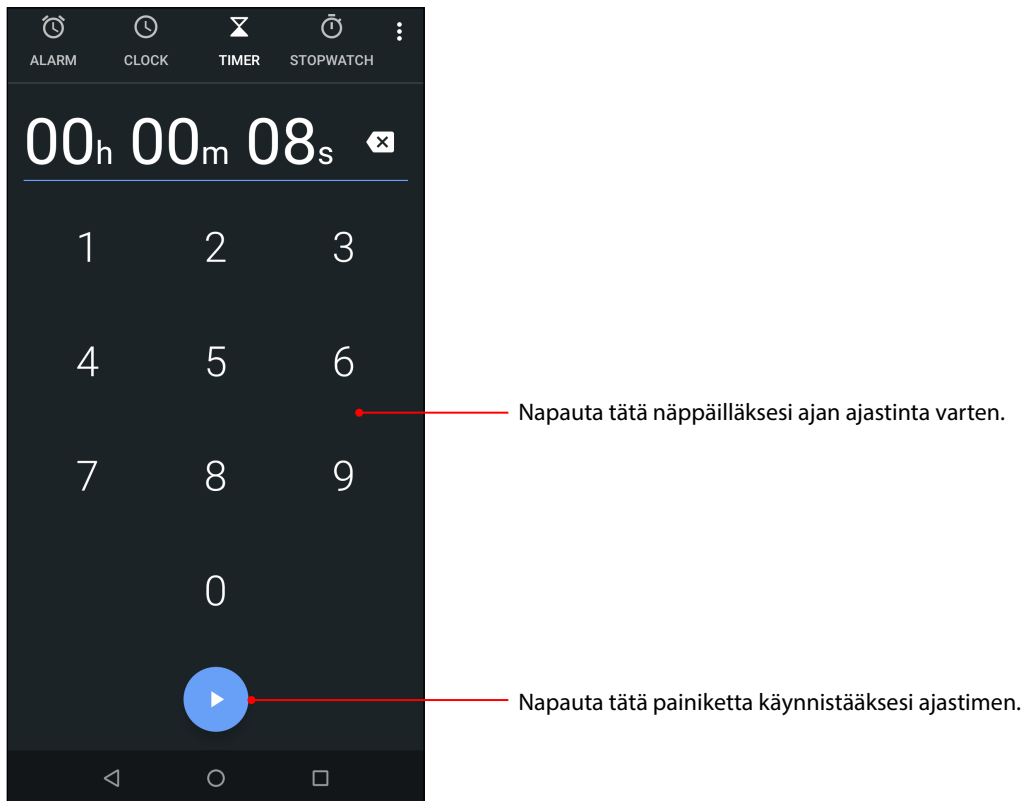 ALARM CLOCK TIMER STOPWATCH
00h 00m 08s
1 2 3
4 5 6
Napauta tätä näppäilläksesi ajan ajastinta varten.
7 8 9
0
Napauta tätä painiketta käynnistääksesi ajastimen.